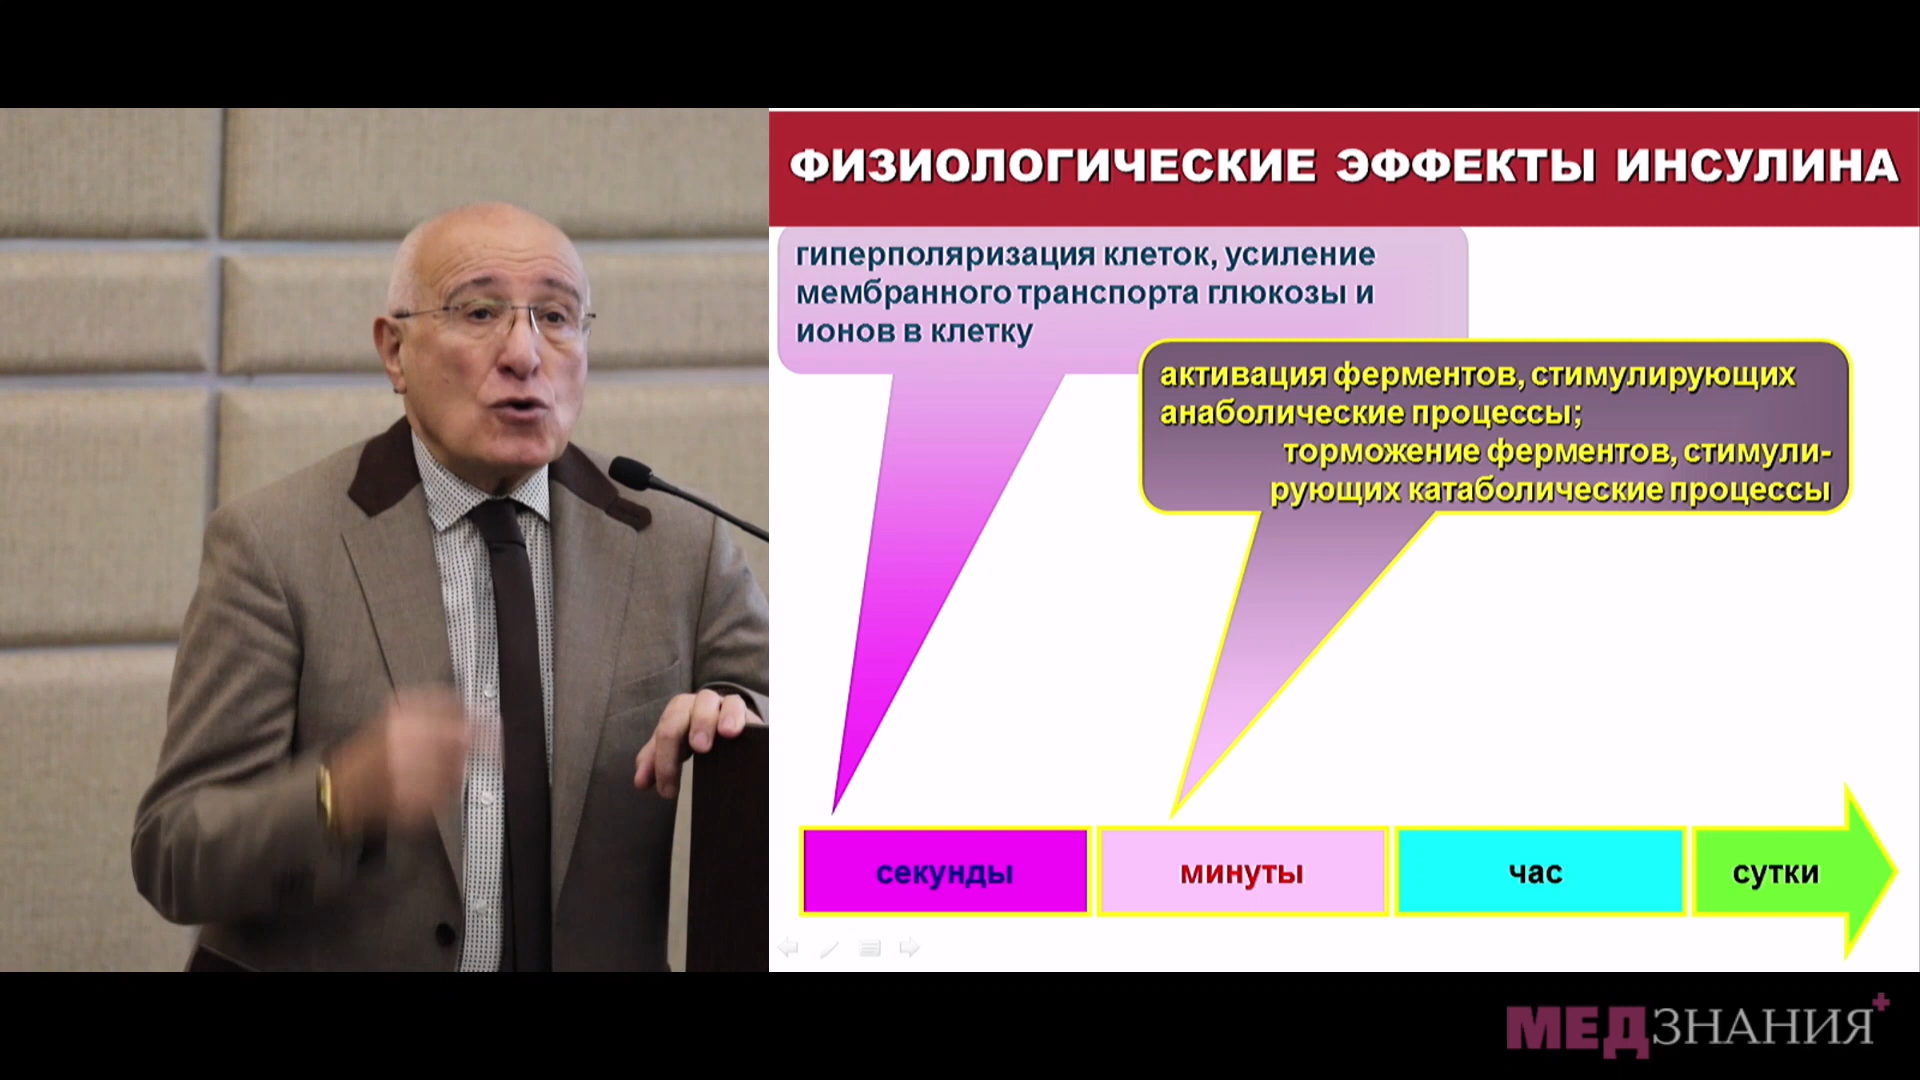 ФИЗИОЛОГИЧЕСКИЕ ЭФФЕКТЫ ИНСУЛИНА
гиперполяризация клеток, усиление
мембранного транспорта глюкозы и
ионов в клетку
активация ферментов, стимулирующих
анаболические процессы;
торможение ферментов, стимули-
рующих катаболические процессы
секунды
минуты
час
сутки
МЕДЗНАНИЯ+